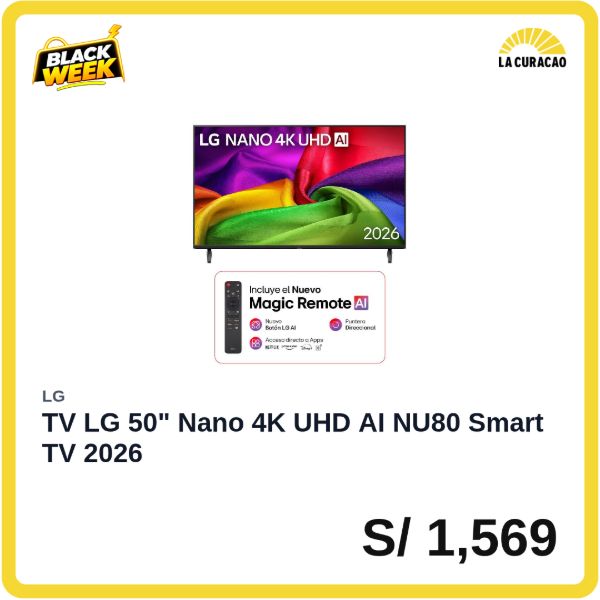 BLACK
WEEK
LA CURACAO
LG NANO 4K UHD AI
2026
Incluye el Nuevo
Magic Remote AI
Nuevo
Botón LG AI
Puntero
Direccional
Acceso directo a Apps
NETFLIX
LG
TV LG 50" Nano 4K UHD AI NU80 Smart
TV 2026
S/ 1,569